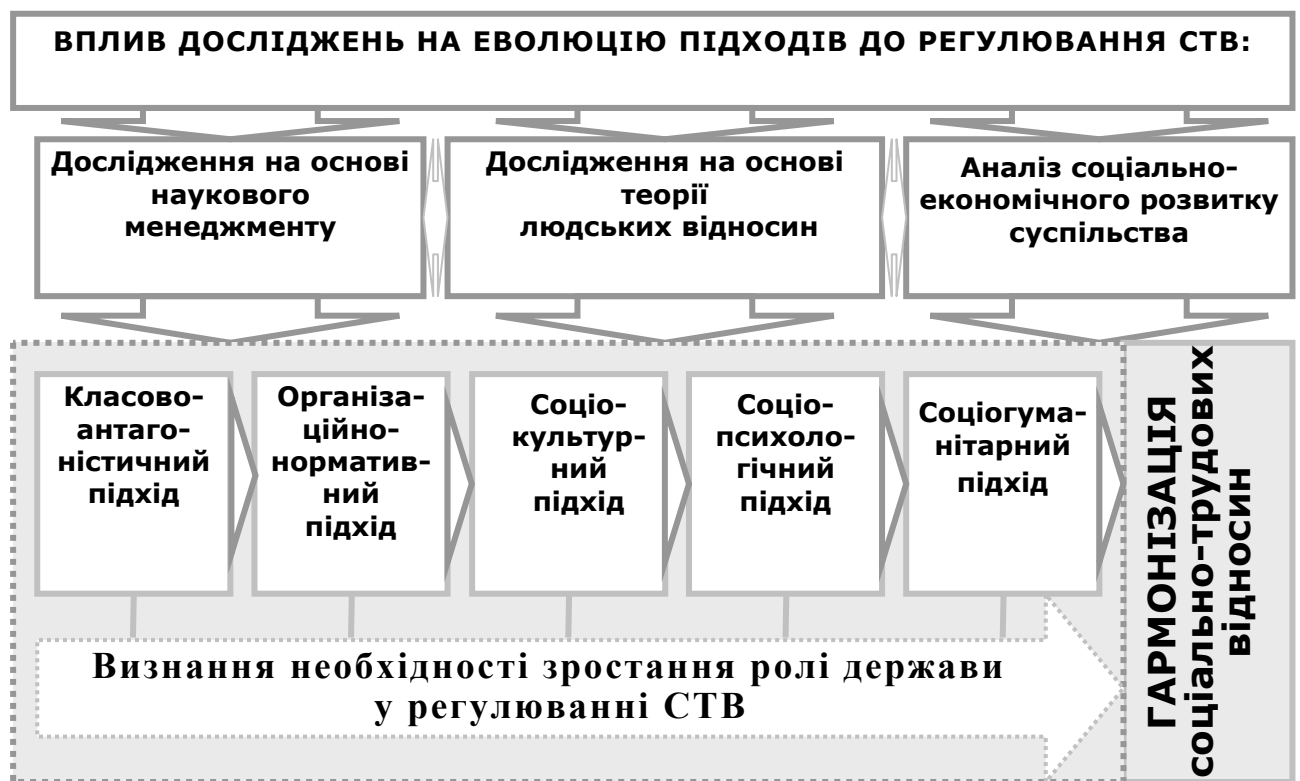 ВПЛИВ ДОСЛІДЖЕНЬ НА ЕВОЛЮЦІЮ ПІДХОДІВ ДО РЕГУЛЮВАННЯ СТВ:
Дослідження на основі
наукового
менеджменту
Дослідження на основі
теорії
людських відносин
Аналіз соціально-
економічного розвитку
суспільства
Класово-
антаго-
ністичний
підхід
Організа-
ційно-
норматив-
ний
підхід
Соціо-
культур-
ний
підхід
Соціо-
психоло-
гічний
підхід
Соціогума-
нітарний
підхід
Визнання необхідності зростання ролі держави
у регулюванні СТВ
ГАРМОНІЗАЦІЯ
соціально-трудових
відносин